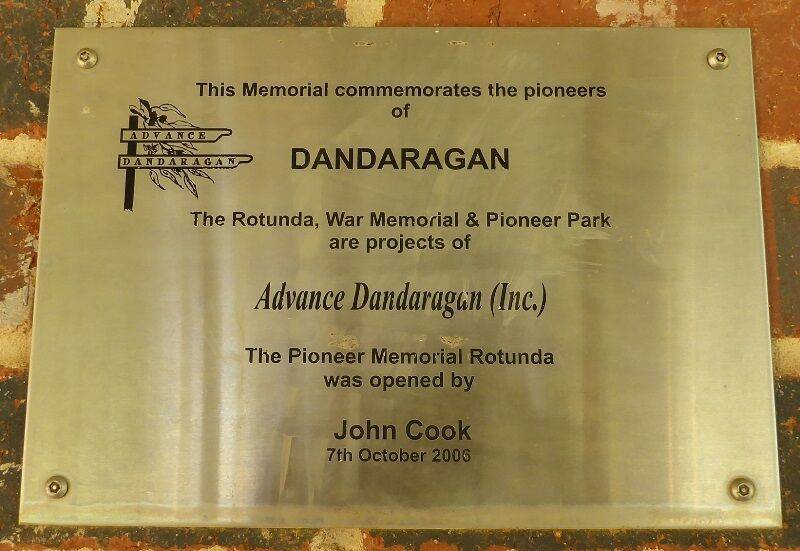 This Memorial commemorates the pioneers
of
ADVANCE
DANDARAGAN
DANDARAGAN
The Rotunda, War Memorial & Pioneer Park
are projects of
Advance Dandaragan (Inc.)
The Pioneer Memorial Rotunda
was opened by
John Cook
7th October 2006